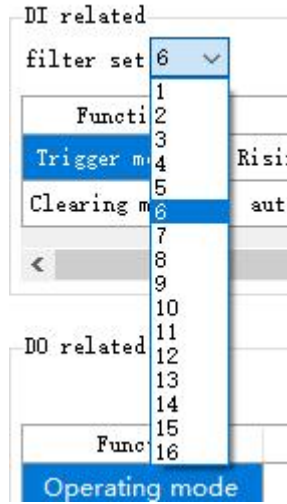 DI related
filter set 6
1
Functi 2
3
Trigger m 4 Risi
5
Clearing m 6 aut
7
8
9
10
11
DO related 12
13
14
15
Func 16
Operating mode